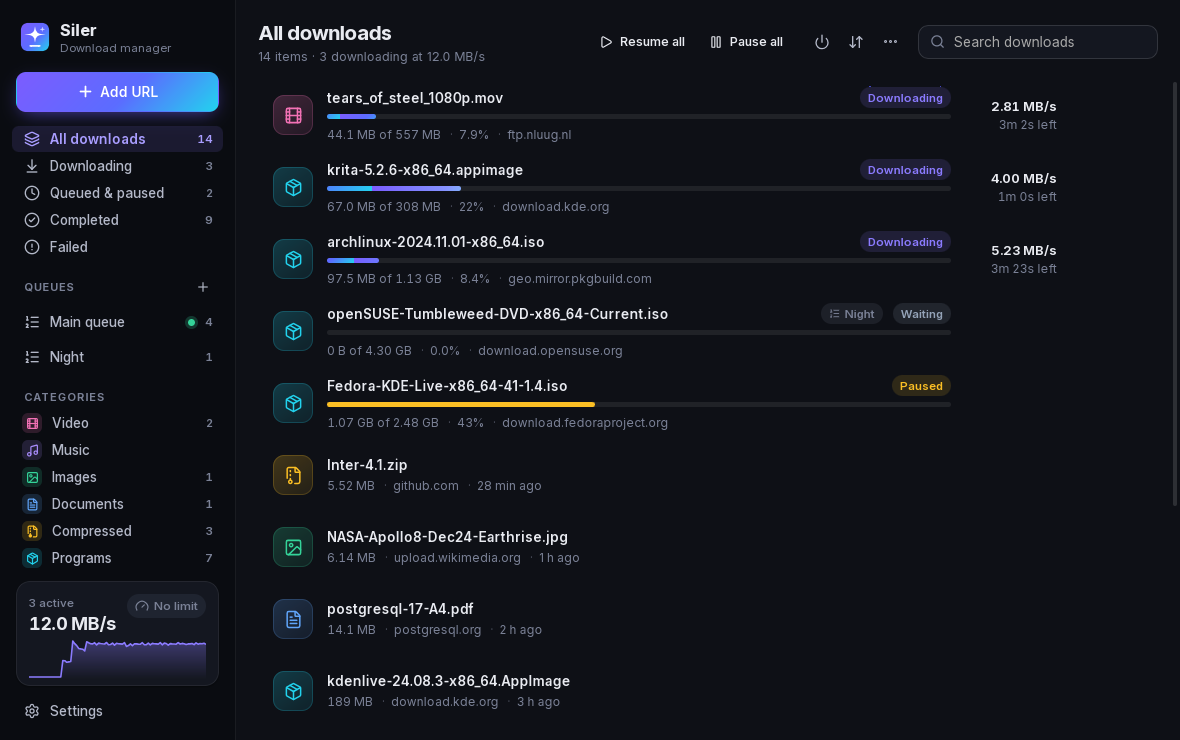 Siler
Download manager
Add URL
All downloads 14
Downloading 3
Queued & paused 2
Completed 9
Failed
QUEUES
Main queue 4
Night 1
CATEGORIES
Video 2
Music
Images 1
Documents 1
Compressed 3
Programs 7
3 active
No limit
12.0 MB/s
Settings
All downloads
14 items · 3 downloading at 12.0 MB/s
Resume all
Pause all
Search downloads
tears_of_steel_1080p.mov Downloading
2.81 MB/s
44.1 MB of 557 MB · 7.9% · ftp.nluug.nl
3m 2s left
krita-5.2.6-x86_64.appimage Downloading
4.00 MB/s
67.0 MB of 308 MB · 22% · download.kde.org
1m 0s left
archlinux-2024.11.01-x86_64.iso Downloading
5.23 MB/s
97.5 MB of 1.13 GB · 8.4% · geo.mirror.pkgbuild.com
3m 23s left
openSUSE-Tumbleweed-DVD-x86_64-Current.iso Night Waiting
0 B of 4.30 GB · 0.0% · download.opensuse.org
Fedora-KDE-Live-x86_64-41-1.4.iso Paused
1.07 GB of 2.48 GB · 43% · download.fedoraproject.org
Inter-4.1.zip
5.52 MB · github.com · 28 min ago
NASA-Apollo8-Dec24-Earthrise.jpg
6.14 MB · upload.wikimedia.org · 1 h ago
postgresql-17-A4.pdf
14.1 MB · postgresql.org · 2 h ago
kdenlive-24.08.3-x86_64.AppImage
189 MB · download.kde.org · 3 h ago